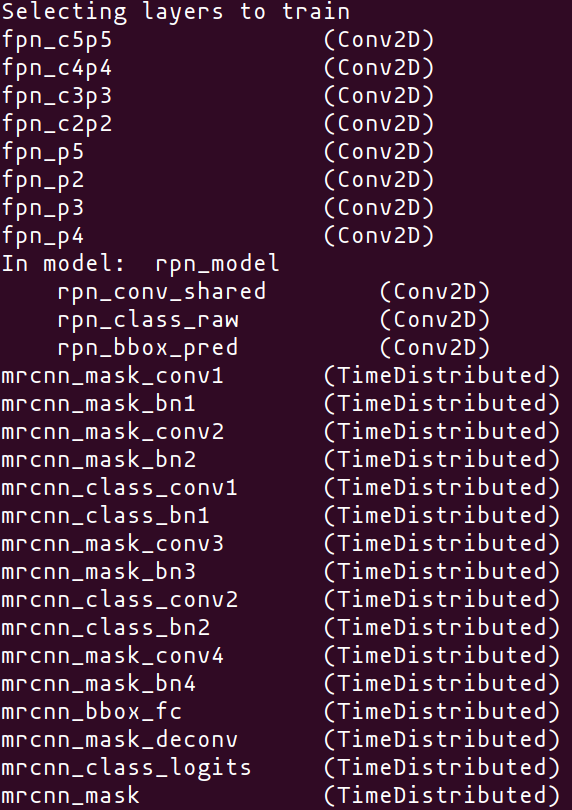 Selecting layers to train
fpn_c5p5 (Conv2D)
fpn_c4p4 (Conv2D)
fpn_c3p3 (Conv2D)
fpn_c2p2 (Conv2D)
fpn_p5 (Conv2D)
fpn_p2 (Conv2D)
fpn_p3 (Conv2D)
fpn_p4 (Conv2D)
In model:  rpn_model
rpn_conv_shared (Conv2D)
rpn_class_raw (Conv2D)
rpn_bbox_pred (Conv2D)
mrcnn_mask_conv1 (TimeDistributed)
mrcnn_mask_bn1 (TimeDistributed)
mrcnn_mask_conv2 (TimeDistributed)
mrcnn_mask_bn2 (TimeDistributed)
mrcnn_class_conv1 (TimeDistributed)
mrcnn_class_bn1 (TimeDistributed)
mrcnn_mask_conv3 (TimeDistributed)
mrcnn_mask_bn3 (TimeDistributed)
mrcnn_class_conv2 (TimeDistributed)
mrcnn_class_bn2 (TimeDistributed)
mrcnn_mask_conv4 (TimeDistributed)
mrcnn_mask_bn4 (TimeDistributed)
mrcnn_bbox_fc (TimeDistributed)
mrcnn_mask_deconv (TimeDistributed)
mrcnn_class_logits (TimeDistributed)
mrcnn_mask (TimeDistributed)